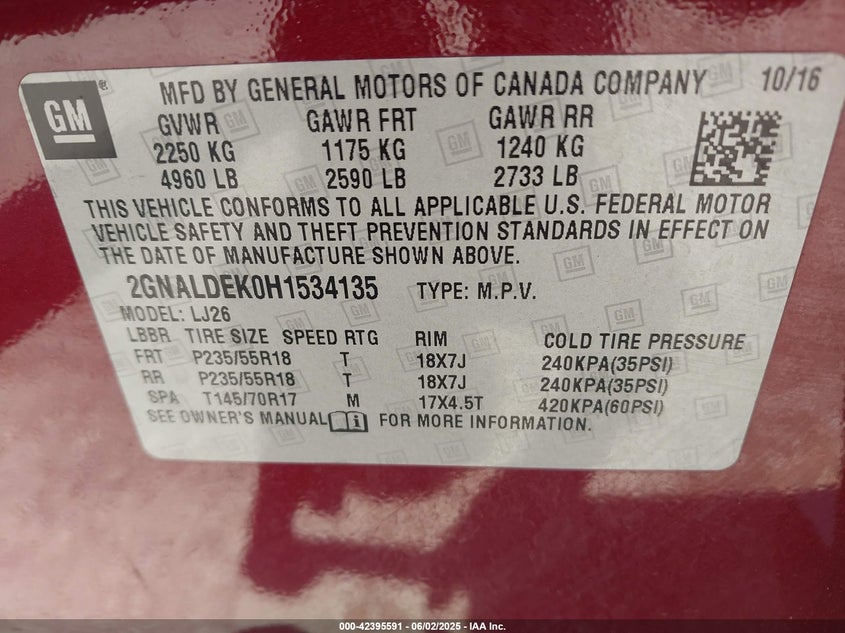 GM
MFD BY GENERAL MOTORS OF CANADA COMPANY 10/16
GVWR GAWR FRT GAWR RR
2250 KG 1175 KG 1240 KG
4960 LB 2590 LB 2733 LB
THIS VEHICLE CONFORMS TO ALL APPLICABLE U.S. FEDERAL MOTOR
VEHICLE SAFETY AND THEFT PREVENTION STANDARDS IN EFFECT ON
THE DATE OF MANUFACTURE SHOWN ABOVE.
2GNALDEK0H1534135 TYPE: M.P.V.
MODEL: LJ26
LBBR TIRE SIZE SPEED RTG RIM COLD TIRE PRESSURE
FRT P235/55R18 T 18X7J 240KPA(35PSI)
RR P235/55R18 T 18X7J 240KPA(35PSI)
SPA T145/70R17 M 17X4.5T 420KPA(60PSI)
SEE OWNER'S MANUAL FOR MORE INFORMATION.
000-42395591 - 06/02/2025 - IAA Inc.